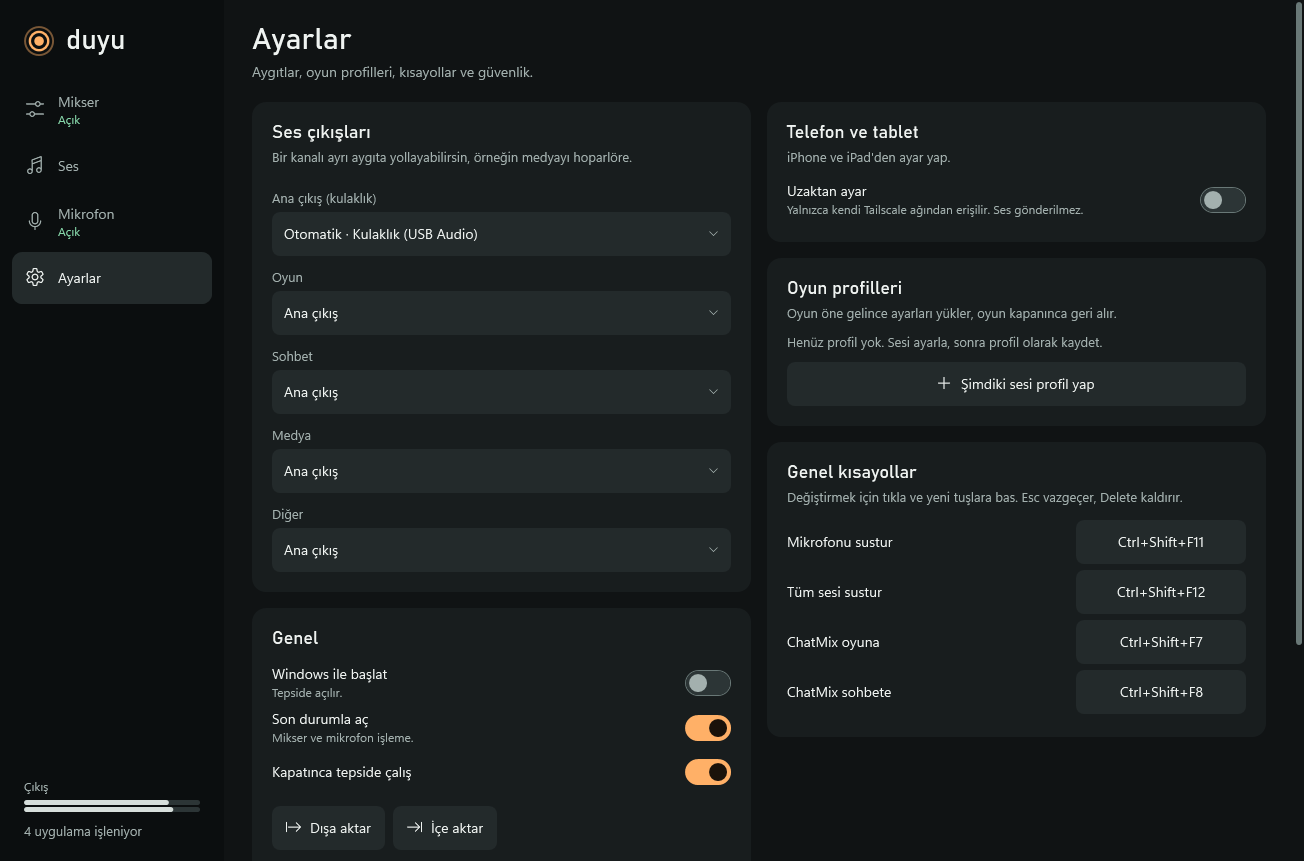 duyu
Mikser
Açık
Ses
Mikrofon
Açık
Ayarlar
Çıkış
4 uygulama işleniyor
Ayarlar
Aygıtlar, oyun profilleri, kısayollar ve güvenlik.
Ses çıkışları
Bir kanalı ayrı aygıta yollayabilirsin, örneğin medyayı hoparlöre.
Ana çıkış (kulaklık)
Otomatik · Kulaklık (USB Audio)
Oyun
Ana çıkış
Sohbet
Ana çıkış
Medya
Ana çıkış
Diğer
Ana çıkış
Genel
Windows ile başlat
Tepside açılır.
Son durumla aç
Mikser ve mikrofon işleme.
Kapatınca tepside çalış
Dışa aktar
İçe aktar
Telefon ve tablet
iPhone ve iPad'den ayar yap.
Uzaktan ayar
Yalnızca kendi Tailscale ağından erişilir. Ses gönderilmez.
Oyun profilleri
Oyun öne gelince ayarları yükler, oyun kapanınca geri alır.
Henüz profil yok. Sesi ayarla, sonra profil olarak kaydet.
Şimdiki sesi profil yap
Genel kısayollar
Değiştirmek için tıkla ve yeni tuşlara bas. Esc vazgeçer, Delete kaldırır.
Mikrofonu sustur
Ctrl+Shift+F11
Tüm sesi sustur
Ctrl+Shift+F12
ChatMix oyuna
Ctrl+Shift+F7
ChatMix sohbete
Ctrl+Shift+F8